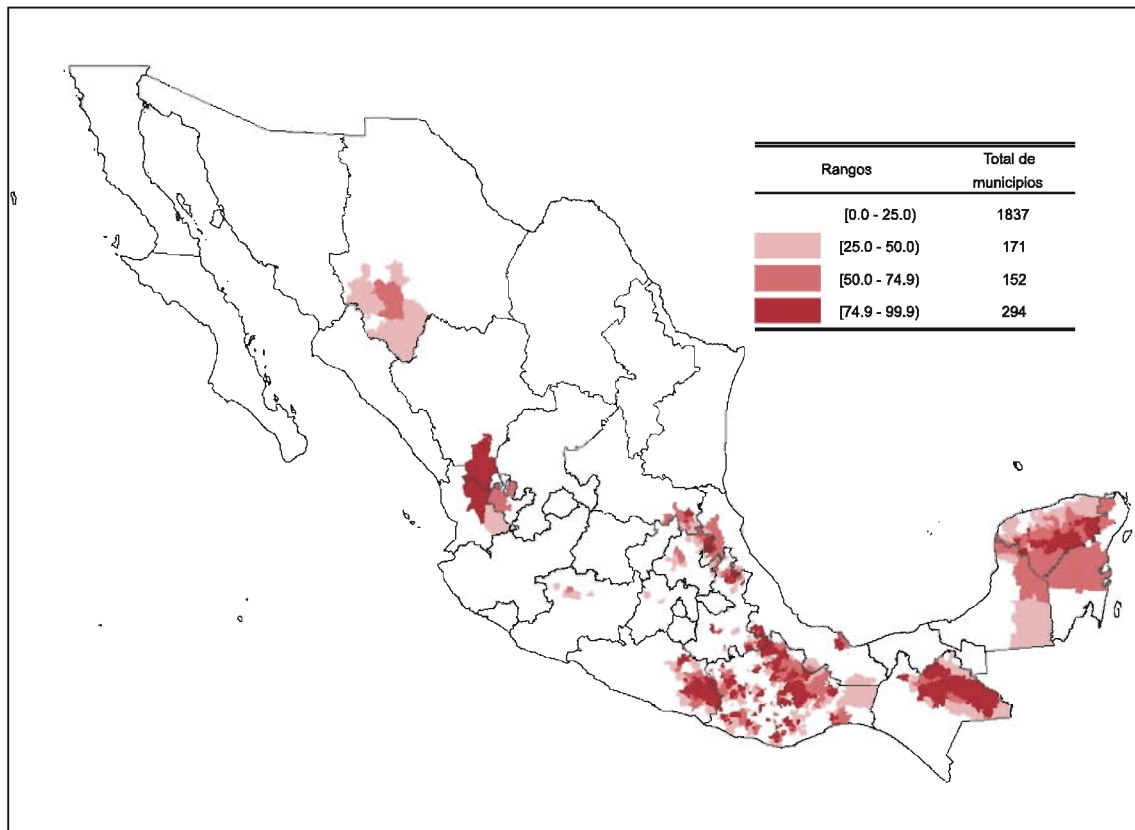 Rangos Total de municipios
[0.0 - 25.0) 1837
[25.0 - 50.0) 171
[50.0 - 74.9) 152
[74.9 - 99.9) 294